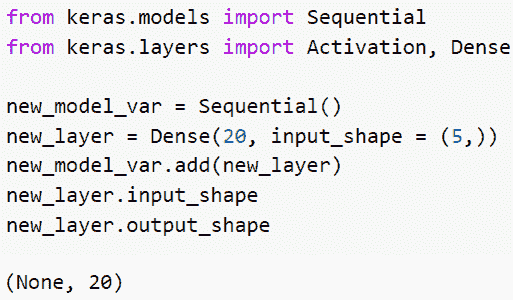 from keras.models import Sequential
from keras.layers import Activation, Dense
new_model_var = Sequential()
new_layer = Dense(20, input_shape = (5,))
new_model_var.add(new_layer)
new_layer.input_shape
new_layer.output_shape
(None, 20)